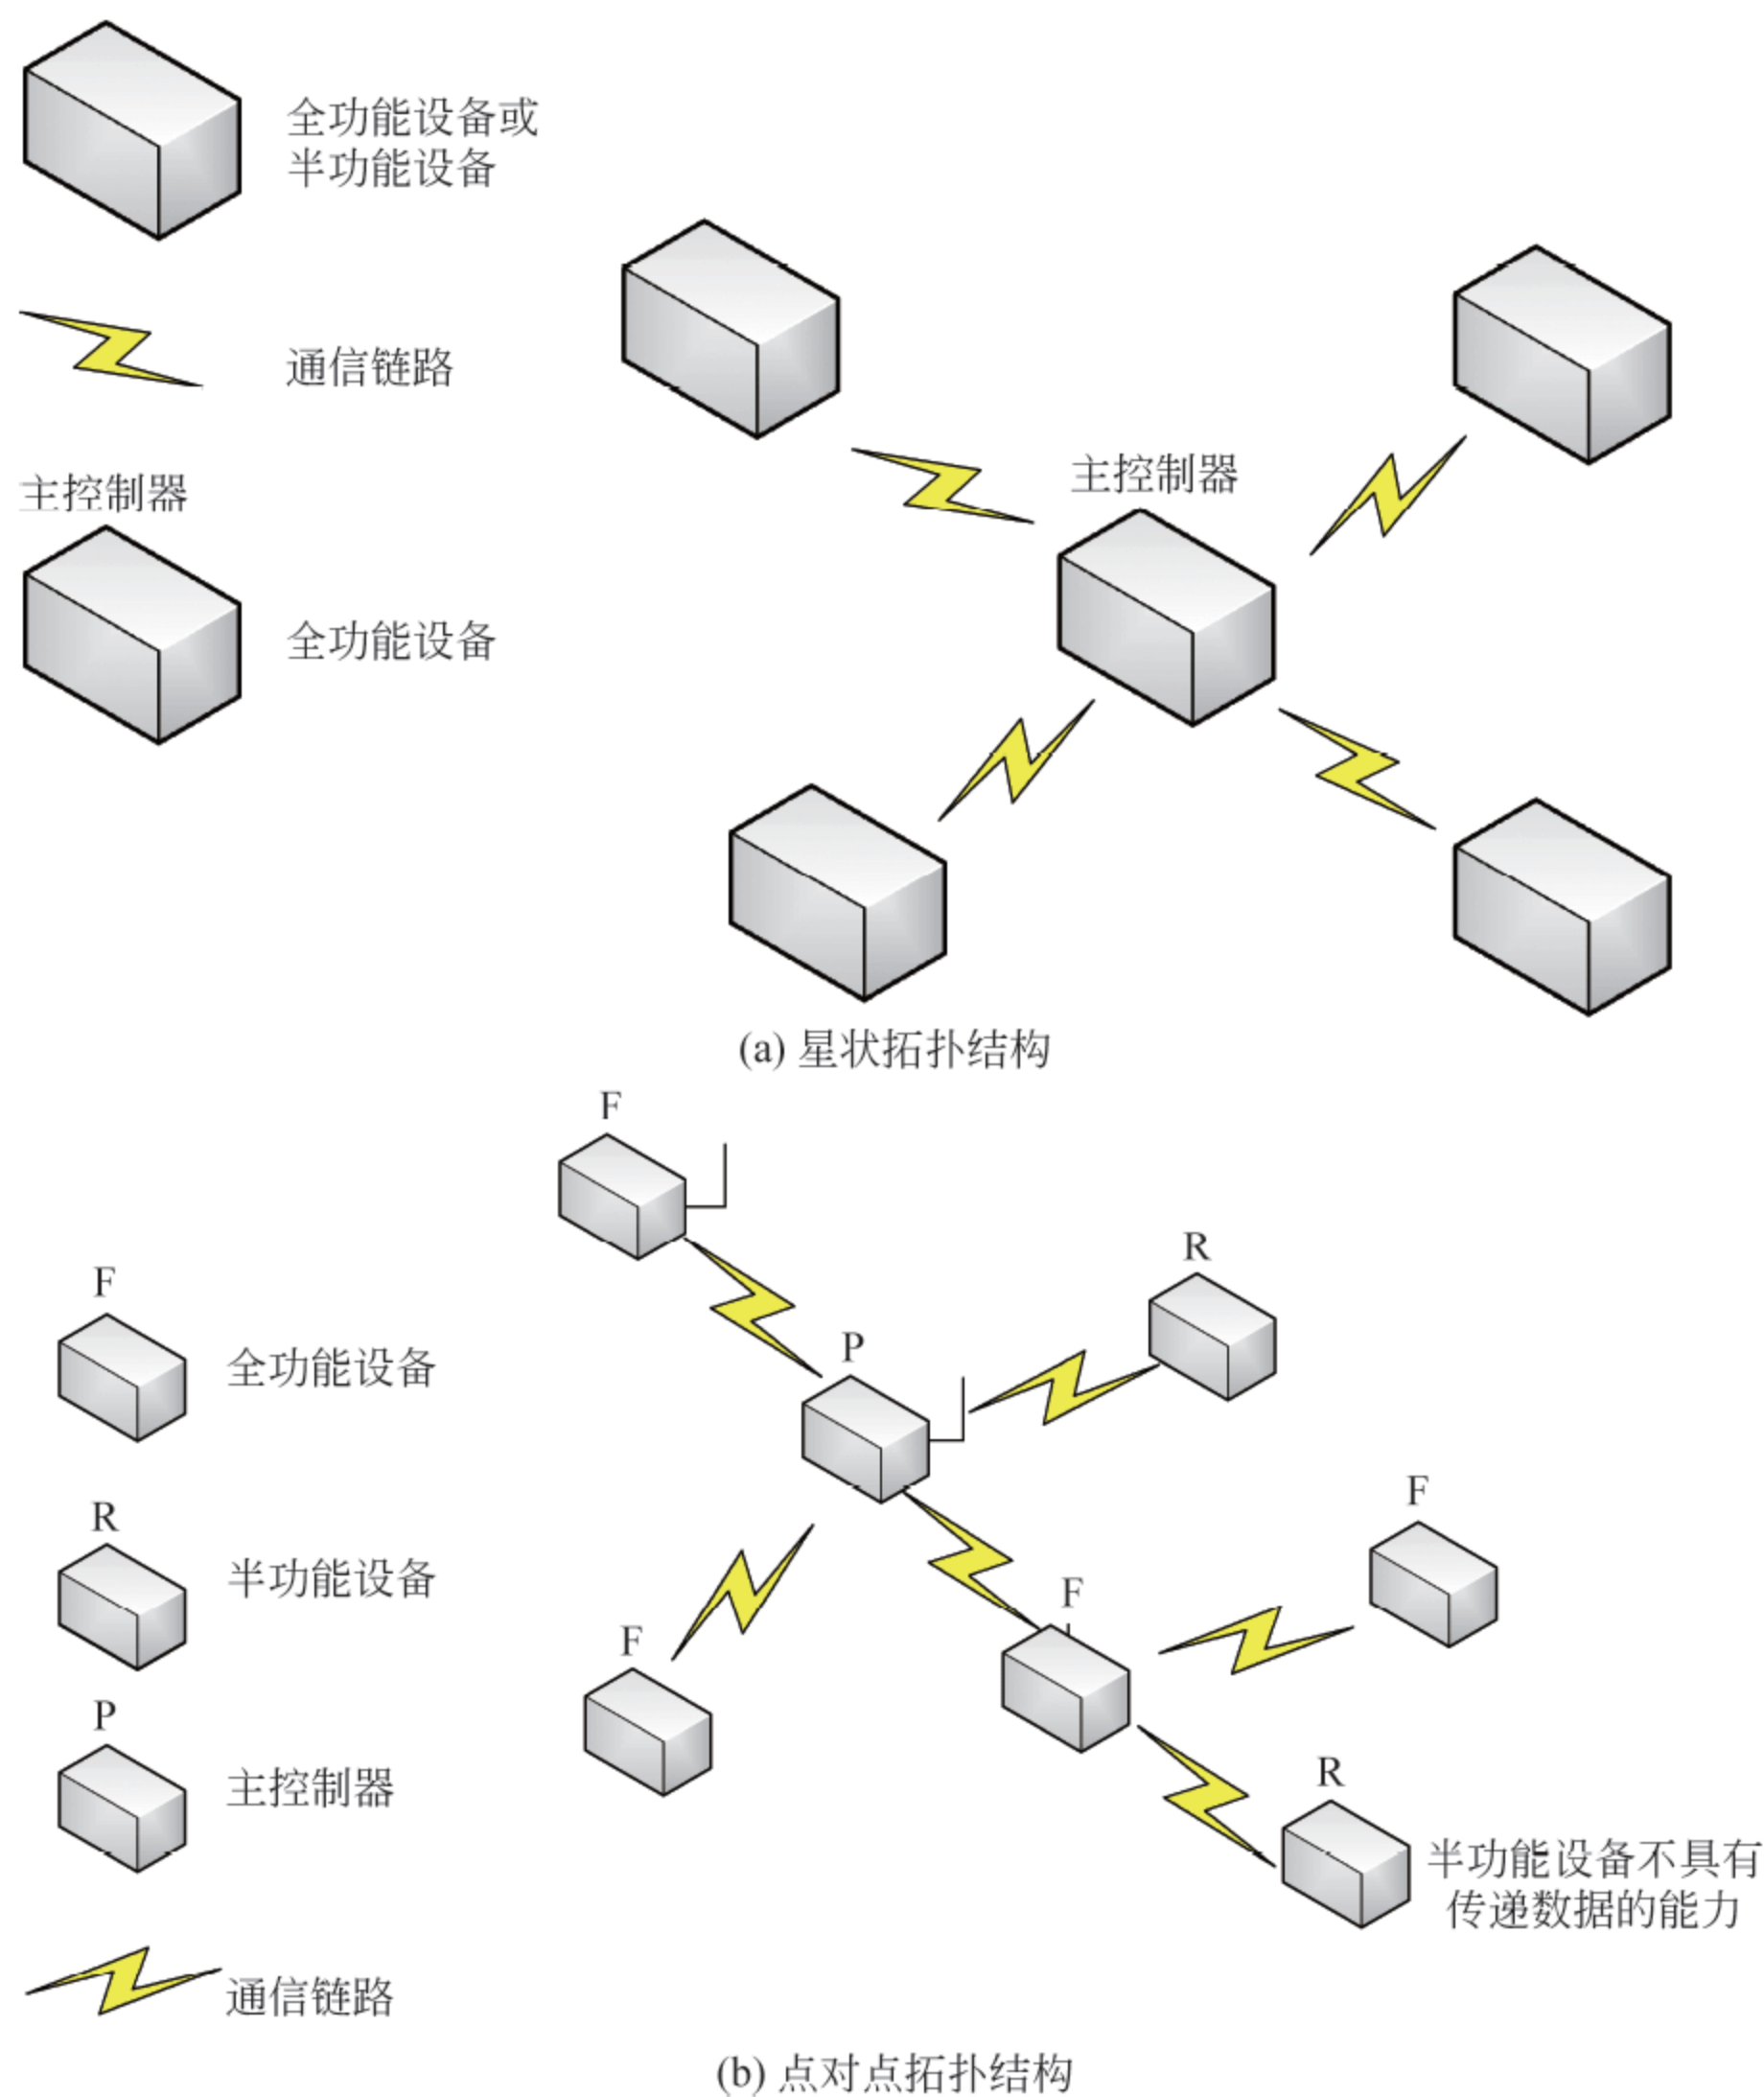 全功能设备或
半功能设备
通信链路
主控制器
全功能设备
主控制器
(a) 星状拓扑结构
F
全功能设备
R
半功能设备
P
主控制器
通信链路
F
R
P
F
F
F
R
半功能设备不具有
传递数据的能力
(b) 点对点拓扑结构